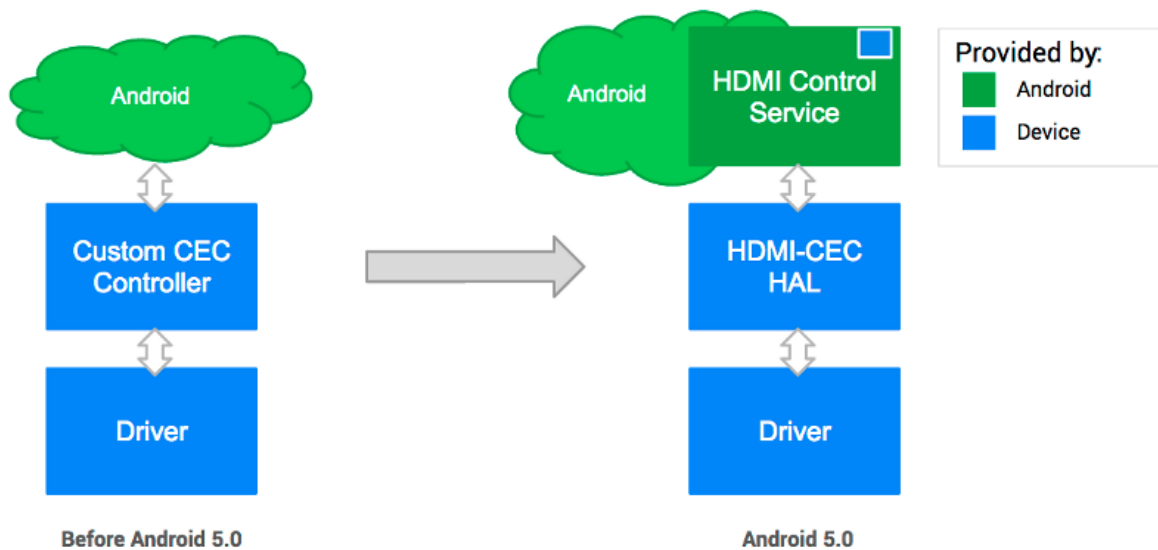 Android
Custom CEC
Controller
Driver
Before Android 5.0
Android
HDMI Control
Service
HDMI-CEC
HAL
Driver
Android 5.0
Provided by:
Android
Device